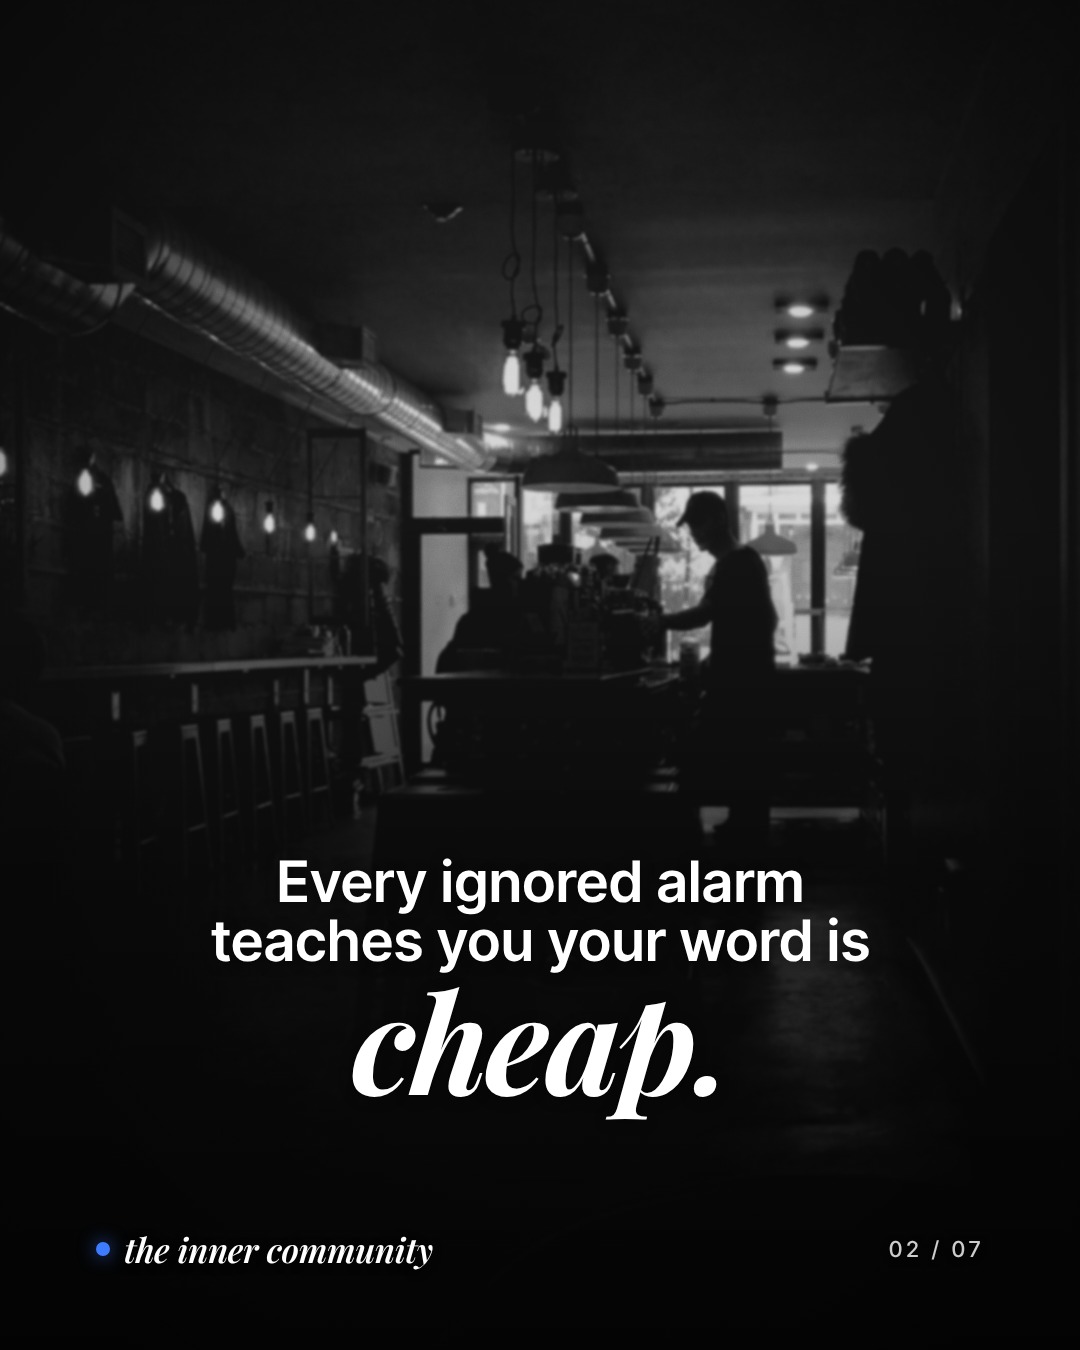 Every ignored alarm
teaches you your word is
cheap.
the inner community
02 / 07